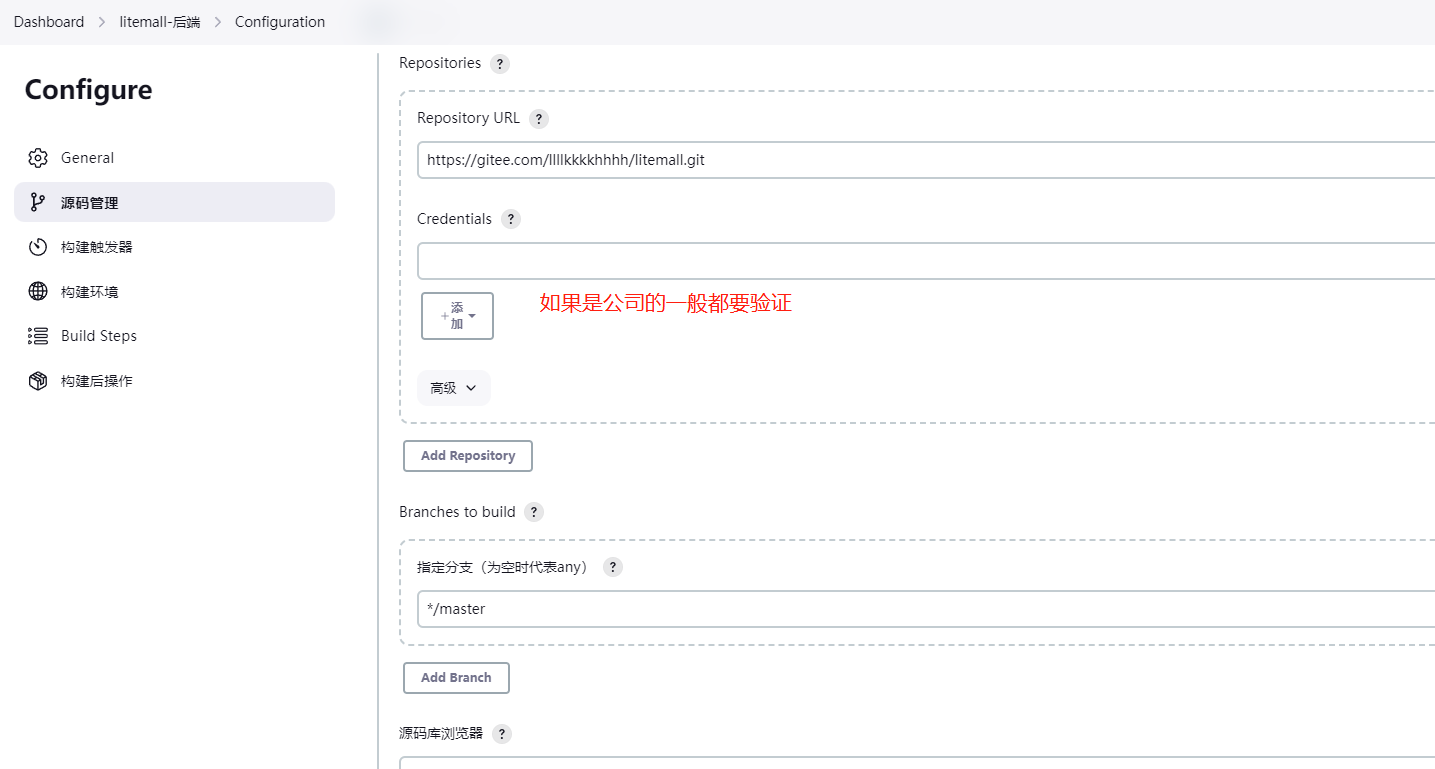 Dashboard > litemall-后端 > Configuration
Configure
General
源码管理
构建触发器
构建环境
Build Steps
构建后操作
Repositories ?
Repository URL ?
https://gitee.com/llllkkkkhhhh/litemall.git
Credentials ?
+添
加
如果是公司的一般都要验证
高级
Add Repository
Branches to build ?
指定分支（为空时代表any） ?
*/master
Add Branch
源码库浏览器 ?